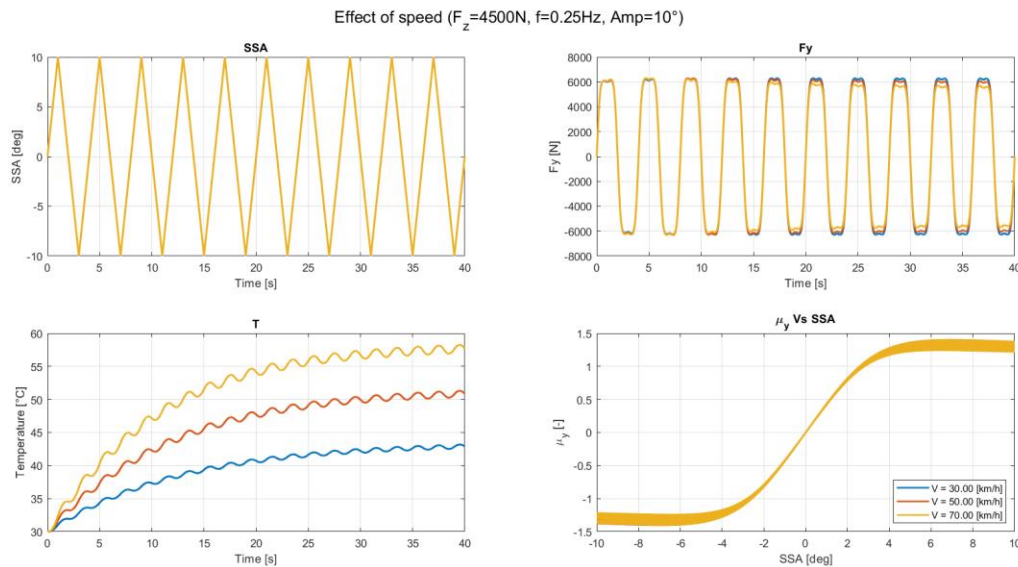 Effect of speed (F_z=4500N, f=0.25Hz, Amp=10°)
SSA
10
5
0
-5
-10
SSA [deg]
0 5 10 15 20 25 30 35 40
Time [s]
Fy
8000
6000
4000
2000
0
-2000
-4000
-6000
-8000
Fy [N]
0 5 10 15 20 25 30 35 40
Time [s]
T
60
55
50
45
40
35
30
Temperature [°C]
0 5 10 15 20 25 30 35 40
Time [s]
μ_y Vs SSA
1.5
1
0.5
0
-0.5
-1
-1.5
μ_y [-]
V = 30.00 [km/h]
V = 50.00 [km/h]
V = 70.00 [km/h]
-10 -8 -6 -4 -2 0 2 4 6 8 10
SSA [deg]